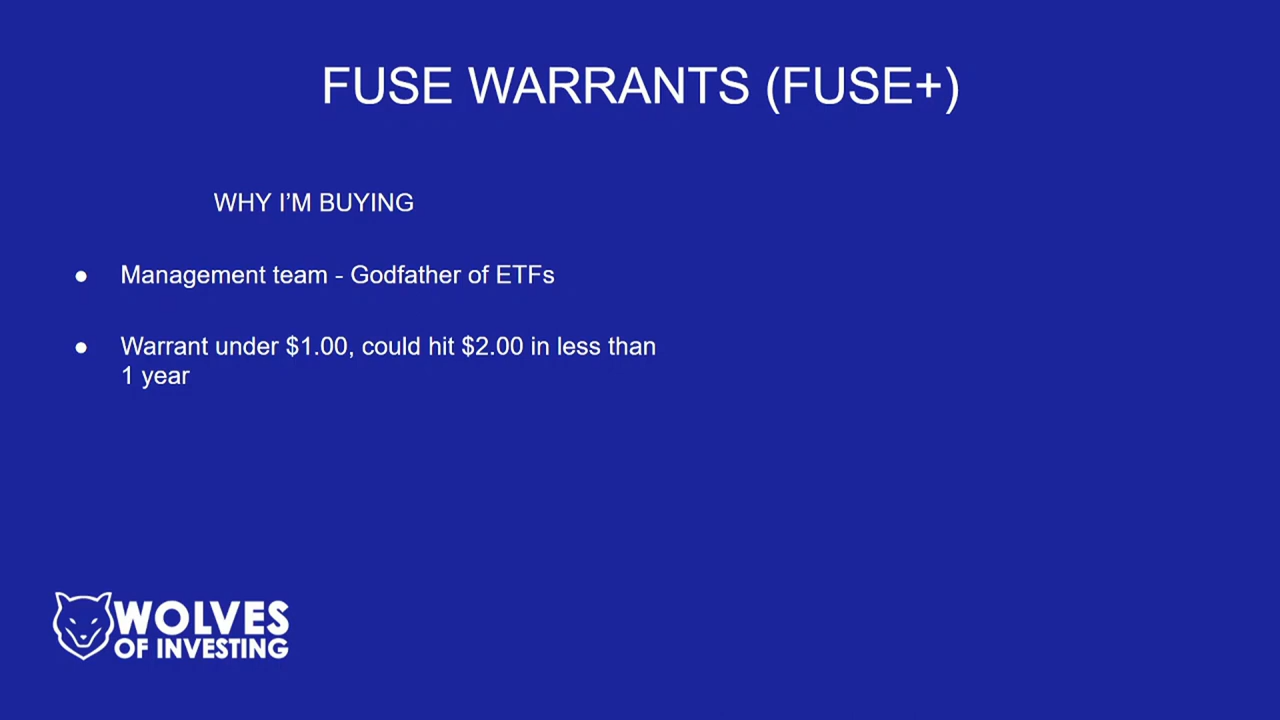 FUSE WARRANTS (FUSE+)
WHY I’M BUYING
● Management team - Godfather of ETFs
● Warrant under $1.00, could hit $2.00 in less than
1 year
WOLVES
OF INVESTING